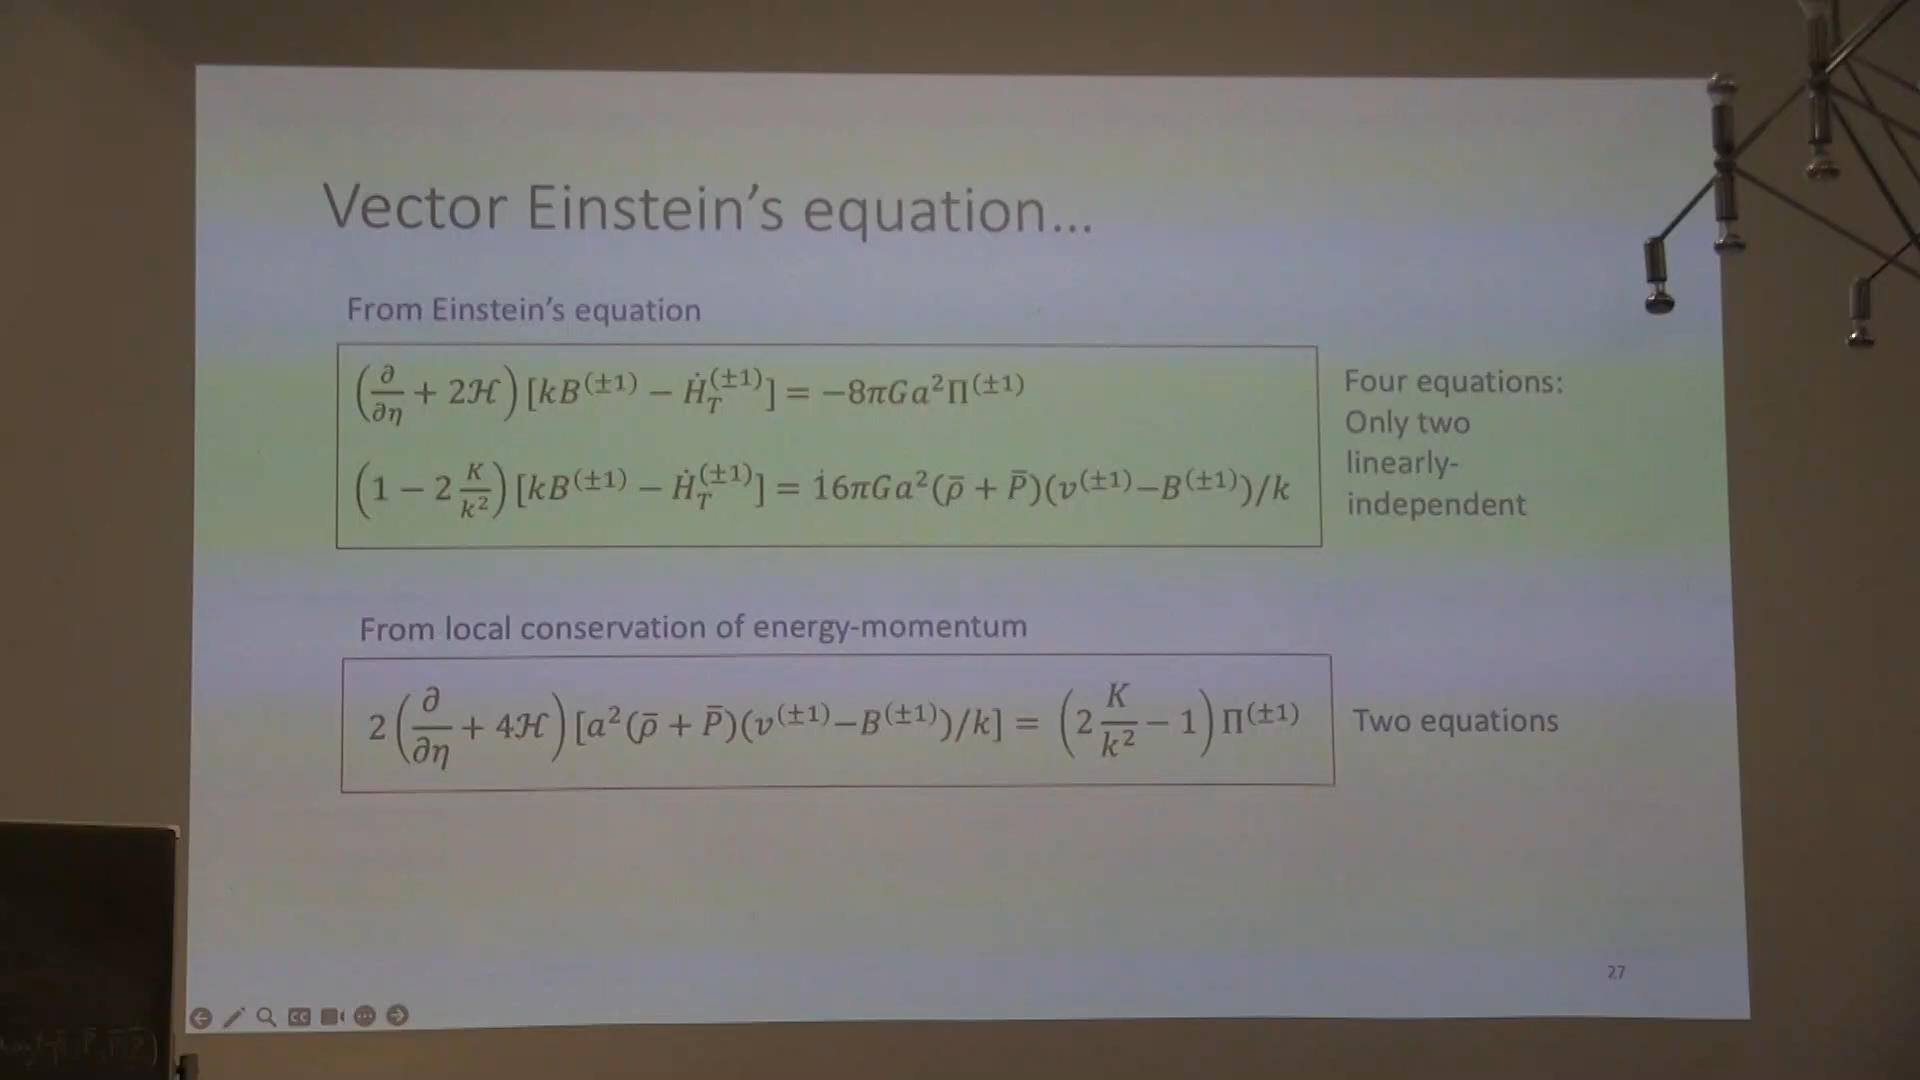 Vector Einstein's equation...
From Einstein's equation
(∂/∂η + 2ℋ) [kB^(±1) − Ḣ_T^(±1)] = −8πGa²Π^(±1)
(1 − 2 K/k²) [kB^(±1) − Ḣ_T^(±1)] = 16πGa²(ρ̄ + P̄)(v^(±1)−B^(±1))/k
Four equations:
Only two
linearly-
independent
From local conservation of energy-momentum
2 (∂/∂η + 4ℋ) [a²(ρ̄ + P̄)(v^(±1)−B^(±1))/k] = (2 K/k² − 1) Π^(±1)
Two equations
27
CC